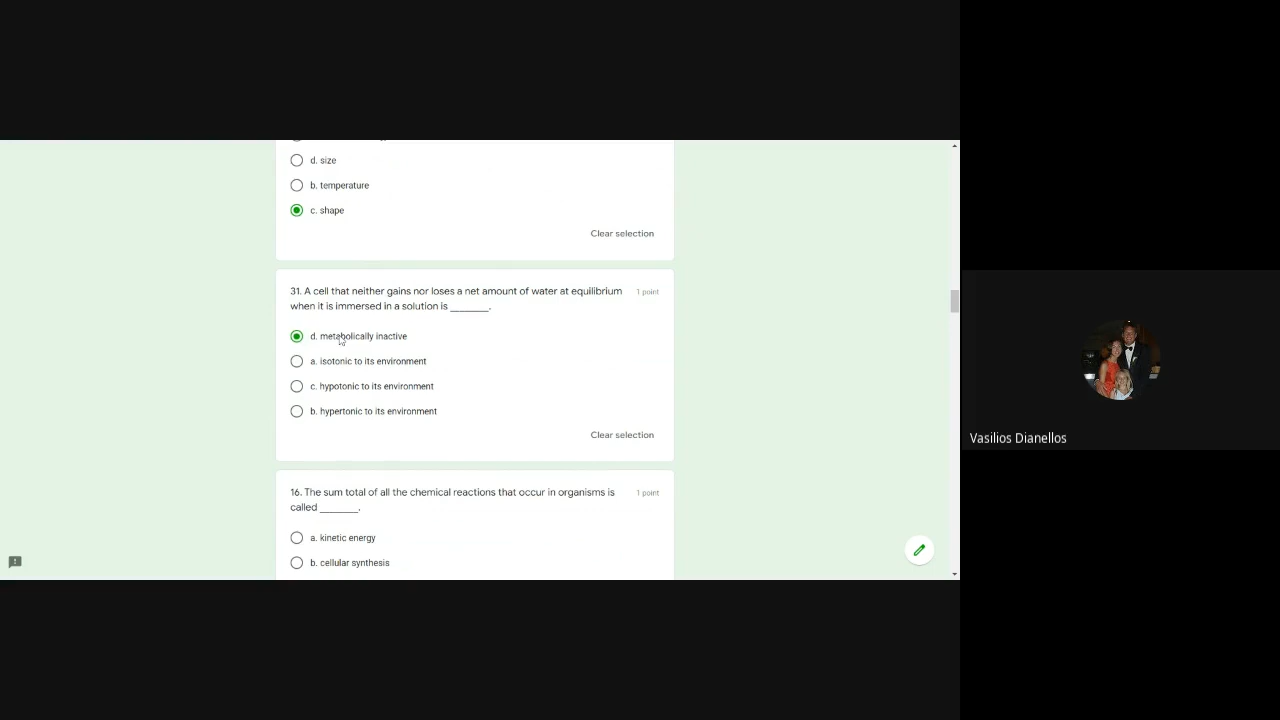 d. size
b. temperature
c. shape
Clear selection
31. A cell that neither gains nor loses a net amount of water at equilibrium
1 point
when it is immersed in a solution is ________.
d. metabolically inactive
a. isotonic to its environment
c. hypotonic to its environment
b. hypertonic to its environment
Clear selection
16. The sum total of all the chemical reactions that occur in organisms is
1 point
called _______.
a. kinetic energy
b. cellular synthesis
Vasilios Dianellos